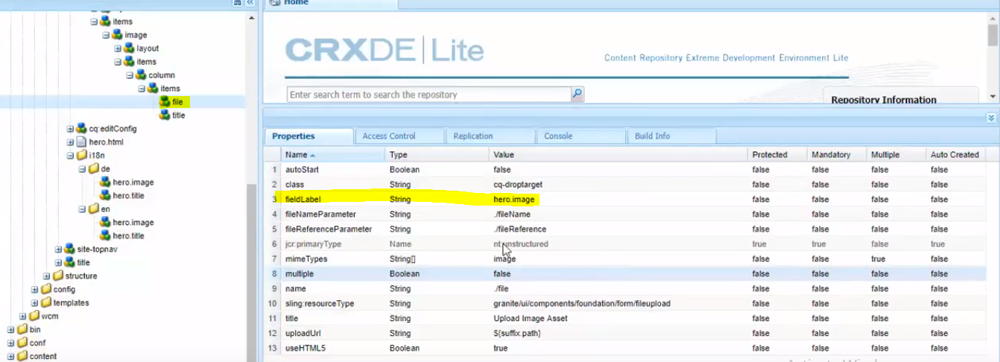 Home
items
image
layout
items
column
items
file
title
cq:editConfig
hero.html
i18n
de
hero.image
hero.title
en
hero.image
hero.title
site-topnav
title
structure
config
templates
wcm
bin
conf
content
CRXDE | Lite
Content Repository Extreme Development Environment Lite
Enter search term to search the repository
Repository Information
Properties Access Control Replication Console Build Info
Name Type Value Protected Mandatory Multiple Auto Created
1 autoStart Boolean false false false false false
2 class String cq-droptarget false false false false
3 fieldLabel String hero.image false false false false
4 fileNameParameter String ./fileName false false false false
5 fileReferenceParameter String ./fileReference false false false false
6 jcr:primaryType Name nt:unstructured true true false true
7 mimeTypes String[] image false false true false
8 multiple Boolean false false false false false
9 name String ./file false false false false
10 sling:resourceType String granite/ui/components/foundation/form/fileupload false false false false
11 title String Upload Image Asset false false false false
12 uploadUrl String ${suffix.path} false false false false
13 useHTML5 Boolean true false false false false